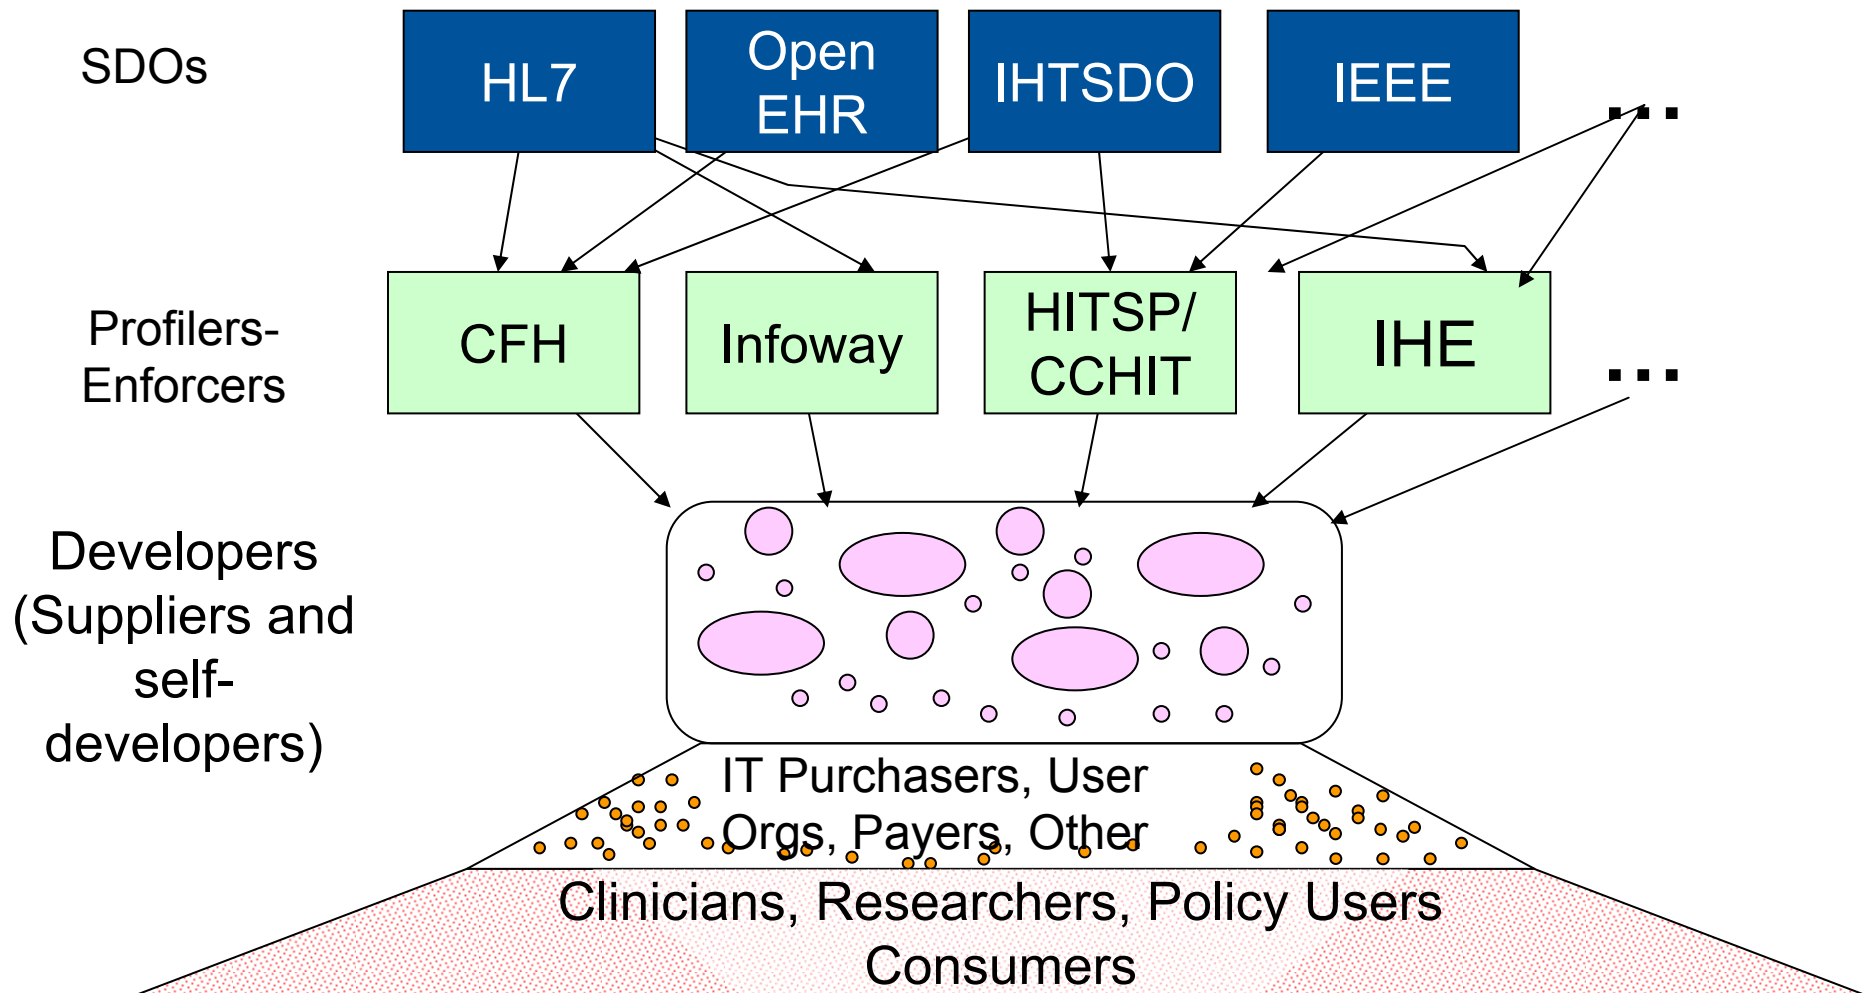 SDOs
HL7
Open
EHR
IHTSDO
IEEE
...
Profilers-
Enforcers
CFH
Infoway
HITSP/
CCHIT
IHE
...
Developers
(Suppliers and
self-
developers)
IT Purchasers, User
Orgs, Payers, Other
Clinicians, Researchers, Policy Users
Consumers